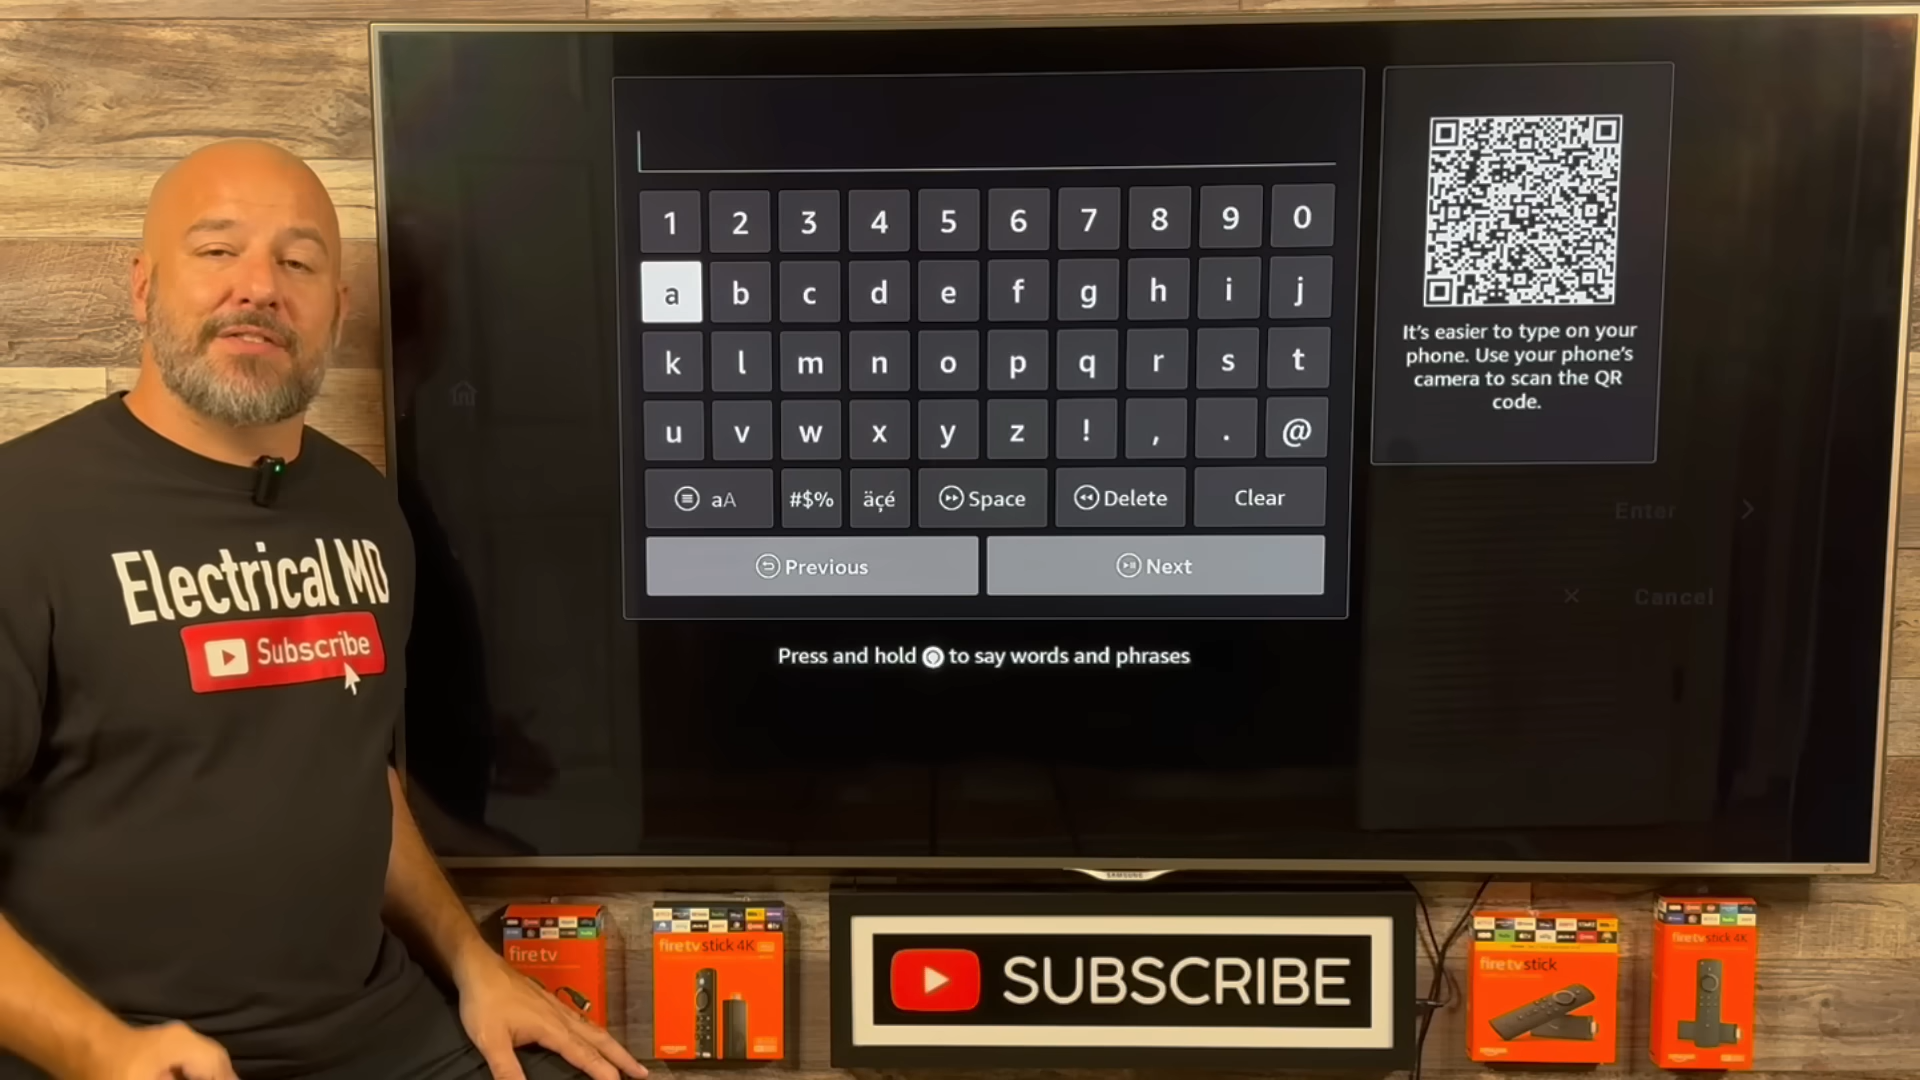 1 2 3 4 5 6 7 8 9 0
a b c d e f g h i j
k l m n o p q r s t
u v w x y z ! , . @
aA #$% äçé Space Delete Clear
Previous Next
Press and hold to say words and phrases
It's easier to type on your
phone. Use your phone's
camera to scan the QR
code.
Enter
Cancel
Electrical MD
Subscribe
SAMSUNG
fire tv
fire tv stick 4K
SUBSCRIBE
fire tv stick
fire tv stick 4K